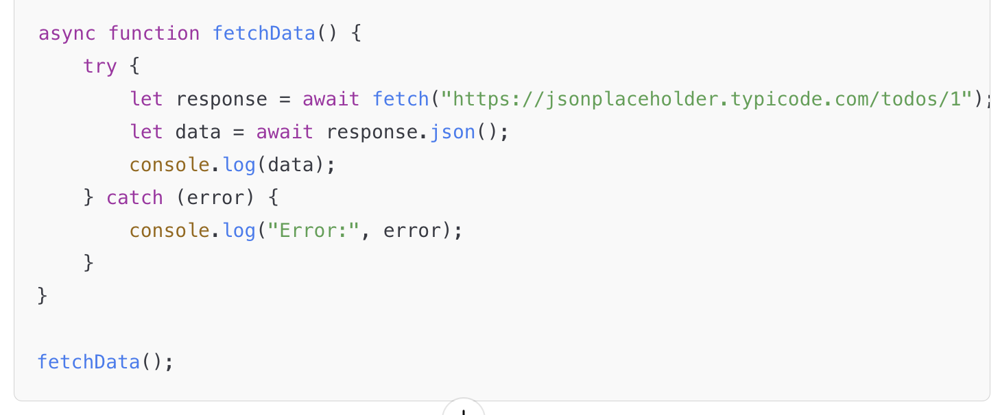 async function fetchData() {
    try {
        let response = await fetch("https://jsonplaceholder.typicode.com/todos/1");
        let data = await response.json();
        console.log(data);
    } catch (error) {
        console.log("Error:", error);
    }
}

fetchData();